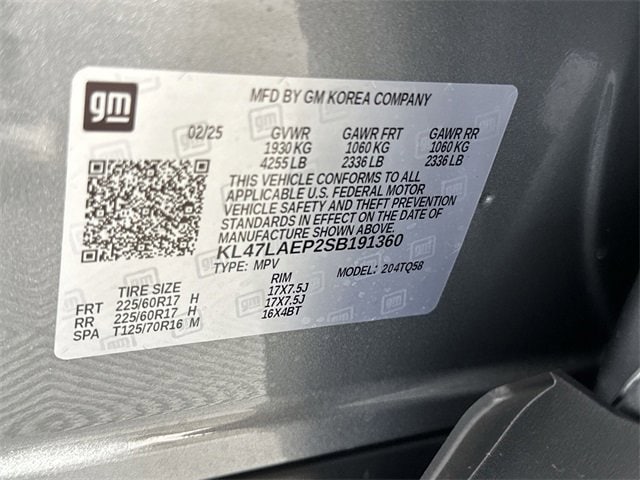 gm
MFD BY GM KOREA COMPANY
02/25 GVWR GAWR FRT GAWR RR
1930 KG 1060 KG 1060 KG
4255 LB 2336 LB 2336 LB
THIS VEHICLE CONFORMS TO ALL
APPLICABLE U.S. FEDERAL MOTOR
VEHICLE SAFETY AND THEFT PREVENTION
STANDARDS IN EFFECT ON THE DATE OF
MANUFACTURE SHOWN ABOVE.
KL47LAEP2SB191360
TYPE: MPV MODEL: 204TQ58
TIRE SIZE RIM
FRT 225/60R17 H 17X7.5J
RR 225/60R17 H 17X7.5J
SPA T125/70R16 M 16X4BT